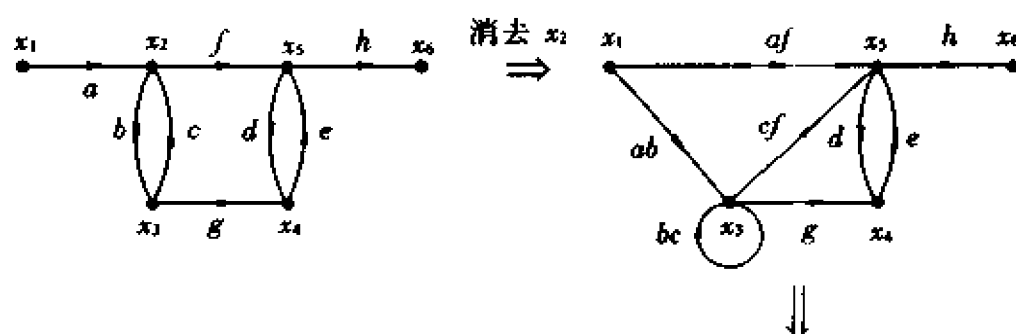 x₁ x₂ f x₅ h x₆ 消去 x₂ x₁ af x₅ h x₆
a
b c d e ab cf d e
x₃ g x₄ bc x₃ g x₄